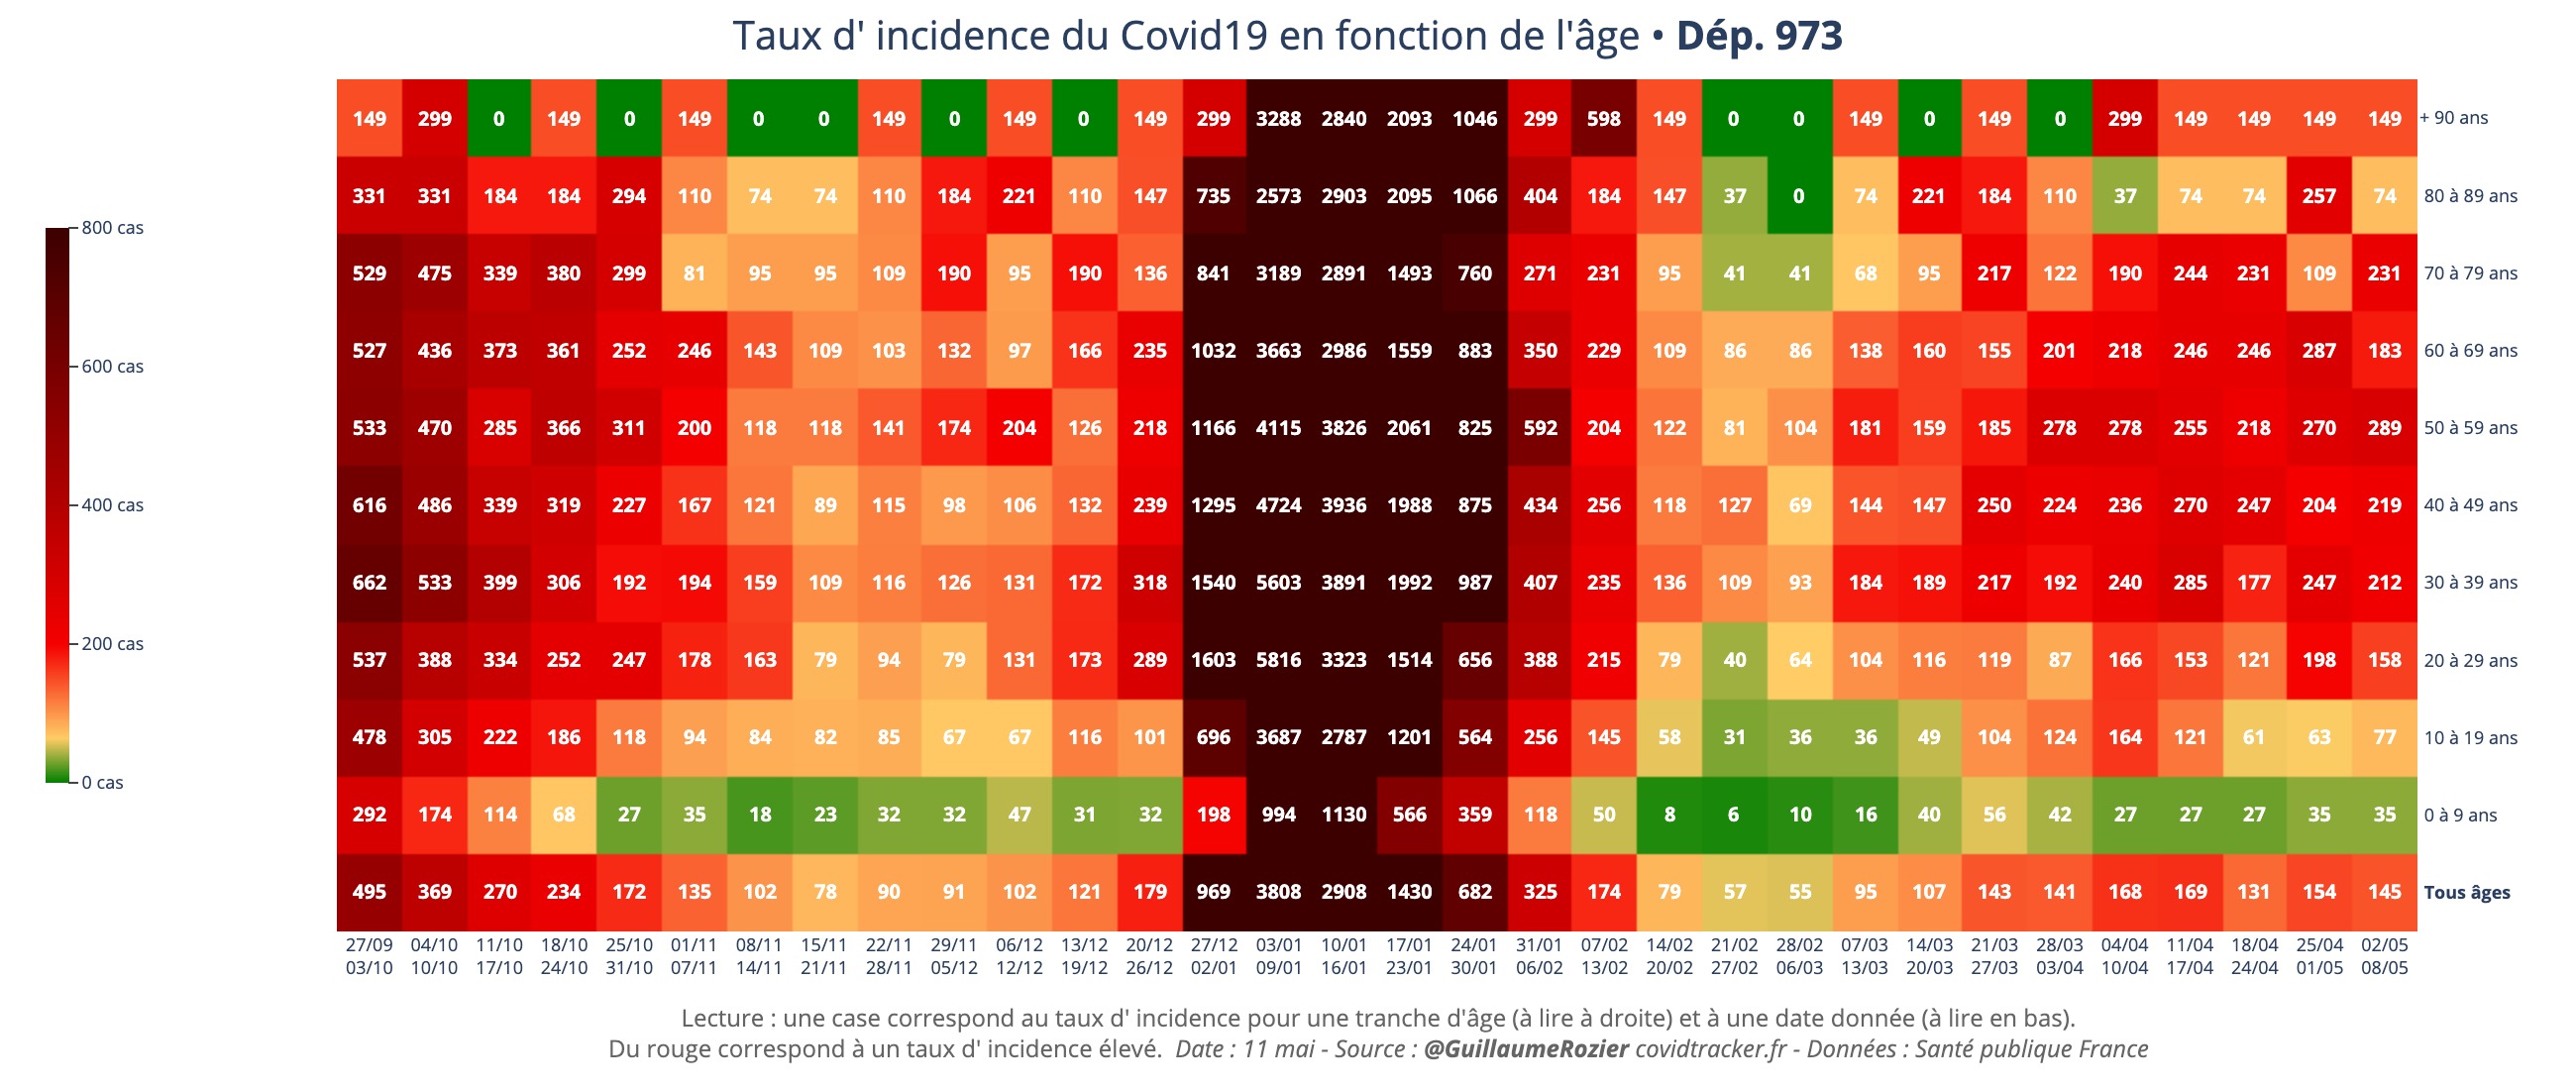 Taux d' incidence du Covid19 en fonction de l'âge • Dép. 973
149 299 0 149 0 149 0 0 149 0 149 0 149 299 3288 2840 2093 1046 299 598 149 0 0 149 0 149 0 299 149 149 149 149 + 90 ans
331 331 184 184 294 110 74 74 110 184 221 110 147 735 2573 2903 2095 1066 404 184 147 37 0 74 221 184 110 37 74 74 257 74 80 à 89 ans
529 475 339 380 299 81 95 95 109 190 95 190 136 841 3189 2891 1493 760 271 231 95 41 41 68 95 217 122 190 244 231 109 231 70 à 79 ans
527 436 373 361 252 246 143 109 103 132 97 166 235 1032 3663 2986 1559 883 350 229 109 86 86 138 160 155 201 218 246 246 287 183 60 à 69 ans
533 470 285 366 311 200 118 118 141 174 204 126 218 1166 4115 3826 2061 825 592 204 122 81 104 181 159 185 278 278 255 218 270 289 50 à 59 ans
616 486 339 319 227 167 121 89 115 98 106 132 239 1295 4724 3936 1988 875 434 256 118 127 69 144 147 250 224 236 270 247 204 219 40 à 49 ans
662 533 399 306 192 194 159 109 116 126 131 172 318 1540 5603 3891 1992 987 407 235 136 109 93 184 189 217 192 240 285 177 247 212 30 à 39 ans
537 388 334 252 247 178 163 79 94 79 131 173 289 1603 5816 3323 1514 656 388 215 79 40 64 104 116 119 87 166 153 121 198 158 20 à 29 ans
478 305 222 186 118 94 84 82 85 67 67 116 101 696 3687 2787 1201 564 256 145 58 31 36 36 49 104 124 164 121 61 63 77 10 à 19 ans
292 174 114 68 27 35 18 23 32 32 47 31 32 198 994 1130 566 359 118 50 8 6 10 16 40 56 42 27 27 27 35 35 0 à 9 ans
495 369 270 234 172 135 102 78 90 91 102 121 179 969 3808 2908 1430 682 325 174 79 57 55 95 107 143 141 168 169 131 154 145 Tous âges
27/09 04/10 11/10 18/10 25/10 01/11 08/11 15/11 22/11 29/11 06/12 13/12 20/12 27/12 03/01 10/01 17/01 24/01 31/01 07/02 14/02 21/02 28/02 07/03 14/03 21/03 28/03 04/04 11/04 18/04 25/04 02/05
03/10 10/10 17/10 24/10 31/10 07/11 14/11 21/11 28/11 05/12 12/12 19/12 26/12 02/01 09/01 16/01 23/01 30/01 06/02 13/02 20/02 27/02 06/03 13/03 20/03 27/03 03/04 10/04 17/04 24/04 01/05 08/05
800 cas
600 cas
400 cas
200 cas
0 cas
Lecture : une case correspond au taux d' incidence pour une tranche d'âge (à lire à droite) et à une date donnée (à lire en bas).
Du rouge correspond à un taux d' incidence élevé. Date : 11 mai - Source : @GuillaumeRozier covidtracker.fr - Données : Santé publique France